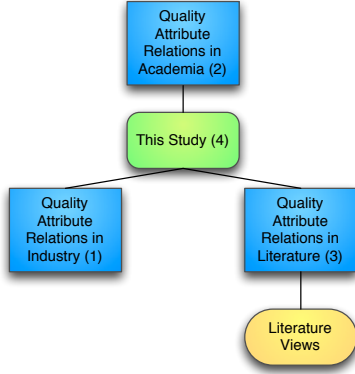 Quality
Attribute
Relations in
Academia (2)
This Study (4)
Quality
Attribute
Relations in
Industry (1)
Quality
Attribute
Relations in
Literature (3)
Literature
Views